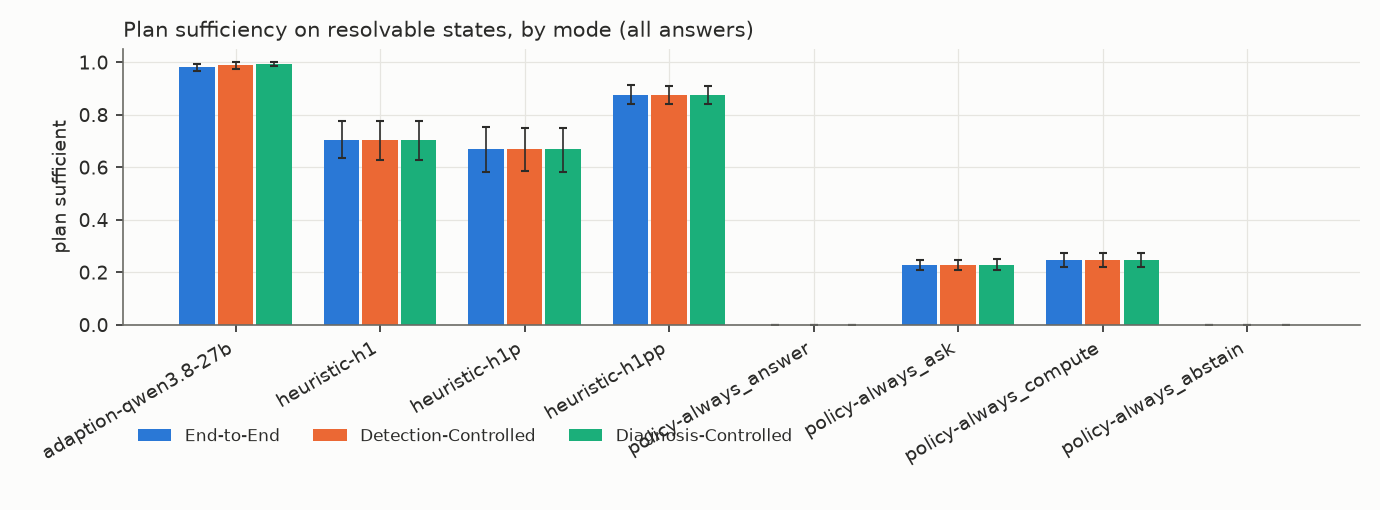 Plan sufficiency on resolvable states, by mode (all answers)
plan sufficient
1.0
0.8
0.6
0.4
0.2
0.0
adaption-qwen3.8-27b
heuristic-h1
heuristic-h1p
heuristic-h1pp
policy-always_answer
policy-always_ask
policy-always_compute
policy-always_abstain
End-to-End
Detection-Controlled
Diagnosis-Controlled